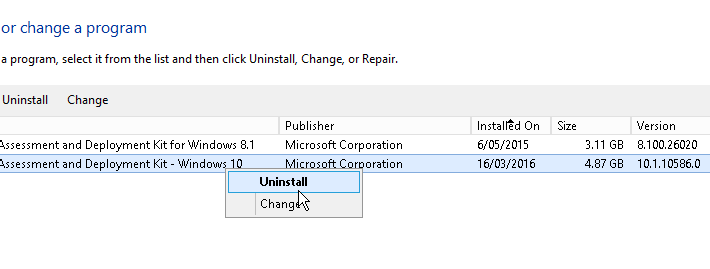 or change a program
a program, select it from the list and then click Uninstall, Change, or Repair.
Uninstall Change
Publisher Installed On Size Version
Assessment and Deployment Kit for Windows 8.1 Microsoft Corporation 6/05/2015 3.11 GB 8.100.26020
Assessment and Deployment Kit - Windows 10 Microsoft Corporation 16/03/2016 4.87 GB 10.1.10586.0
Uninstall
Change